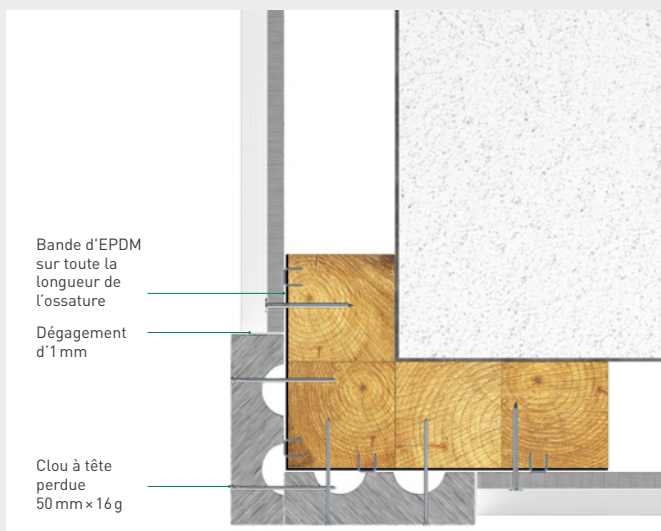 Bande d'EPDM
sur toute la
longueur de
l'ossature
Dégagement
d'1 mm
Clou à tête
perdue
50 mm × 16 g